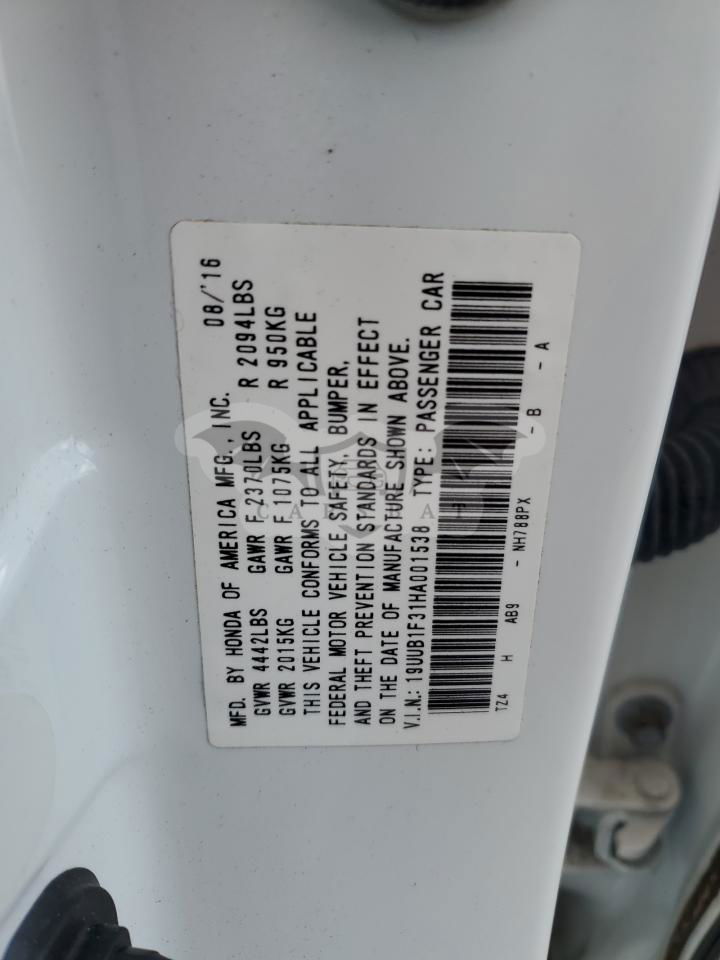 MFD. BY HONDA OF AMERICA MFG., INC. 08/'16
GVWR 4442LBS GAWR F 2370LBS R 2094LBS
GVWR 2015KG GAWR F 1075KG R 950KG
THIS VEHICLE CONFORMS TO ALL APPLICABLE
FEDERAL MOTOR VEHICLE SAFETY, BUMPER,
AND THEFT PREVENTION STANDARDS IN EFFECT
ON THE DATE OF MANUFACTURE SHOWN ABOVE.
V.I.N.: 19UUB1F31HA001538 TYPE: PASSENGER CAR
TZ4 H AB9 - NH788PX - B - A